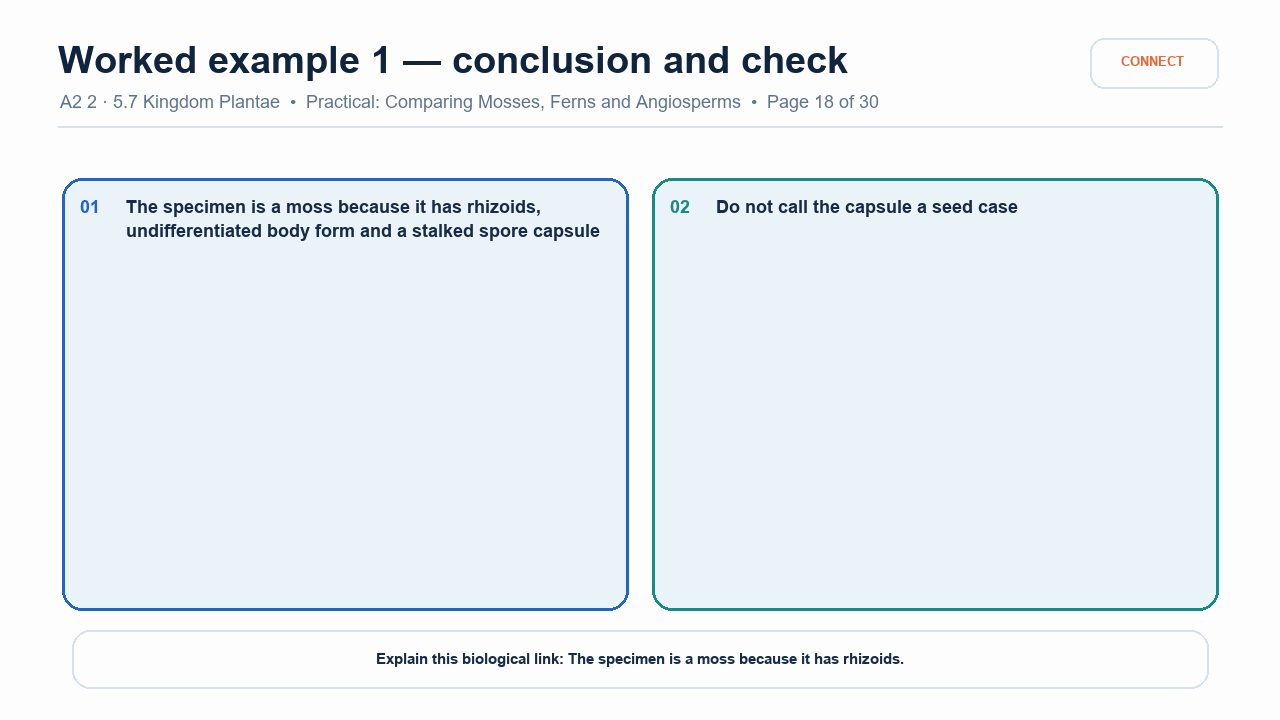 Worked example 1 — conclusion and check
CONNECT
A2 2 · 5.7 Kingdom Plantae • Practical: Comparing Mosses, Ferns and Angiosperms • Page 18 of 30
01 The specimen is a moss because it has rhizoids,
undifferentiated body form and a stalked spore capsule
02 Do not call the capsule a seed case
Explain this biological link: The specimen is a moss because it has rhizoids.